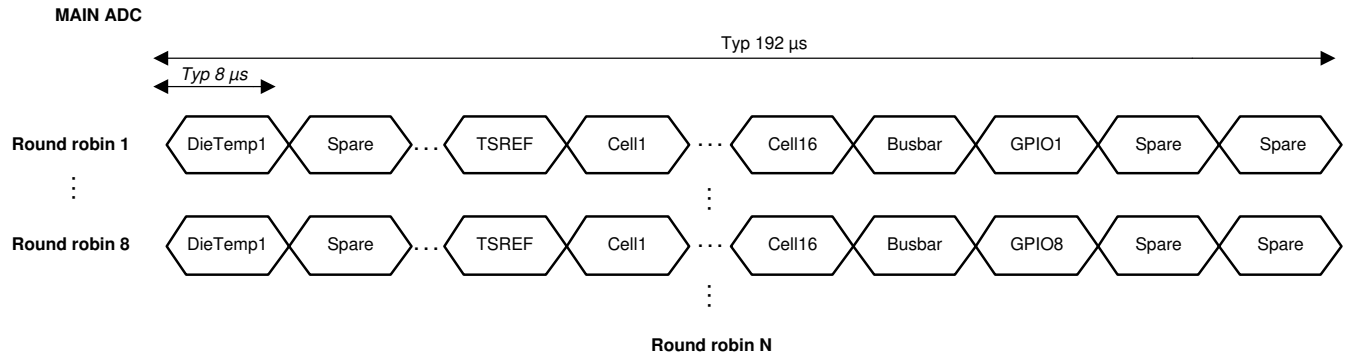 MAIN ADC
Typ 192 µs
Typ 8 µs
Round robin 1 DieTemp1 Spare ... TSREF Cell1 ... Cell16 Busbar GPIO1 Spare Spare
Round robin 8 DieTemp1 Spare ... TSREF Cell1 ... Cell16 Busbar GPIO8 Spare Spare
Round robin N